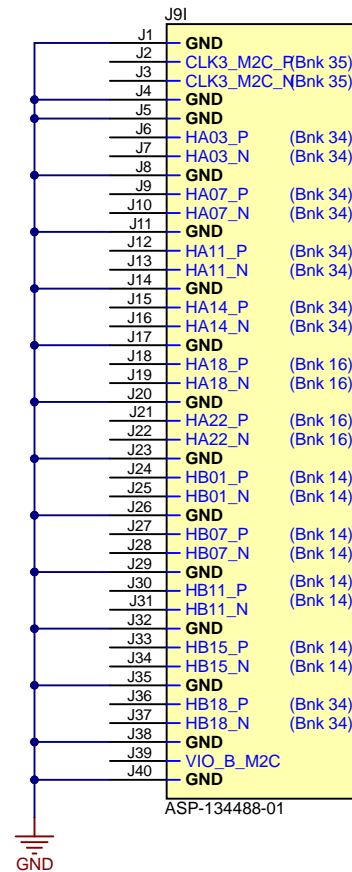 J9I
J1 GND
J2 CLK3_M2C_P (Bnk 35)
J3 CLK3_M2C_N (Bnk 35)
J4 GND
J5 GND
J6 HA03_P (Bnk 34)
J7 HA03_N (Bnk 34)
J8 GND
J9 HA07_P (Bnk 34)
J10 HA07_N (Bnk 34)
J11 GND
J12 HA11_P (Bnk 34)
J13 HA11_N (Bnk 34)
J14 GND
J15 HA14_P (Bnk 34)
J16 HA14_N (Bnk 34)
J17 GND
J18 HA18_P (Bnk 16)
J19 HA18_N (Bnk 16)
J20 GND
J21 HA22_P (Bnk 16)
J22 HA22_N (Bnk 16)
J23 GND
J24 HB01_P (Bnk 14)
J25 HB01_N (Bnk 14)
J26 GND
J27 HB07_P (Bnk 14)
J28 HB07_N (Bnk 14)
J29 GND
J30 HB11_P (Bnk 14)
J31 HB11_N (Bnk 14)
J32 GND
J33 HB15_P (Bnk 14)
J34 HB15_N (Bnk 14)
J35 GND
J36 HB18_P (Bnk 34)
J37 HB18_N (Bnk 34)
J38 GND
J39 VIO_B_M2C
J40 GND
ASP-134488-01
GND